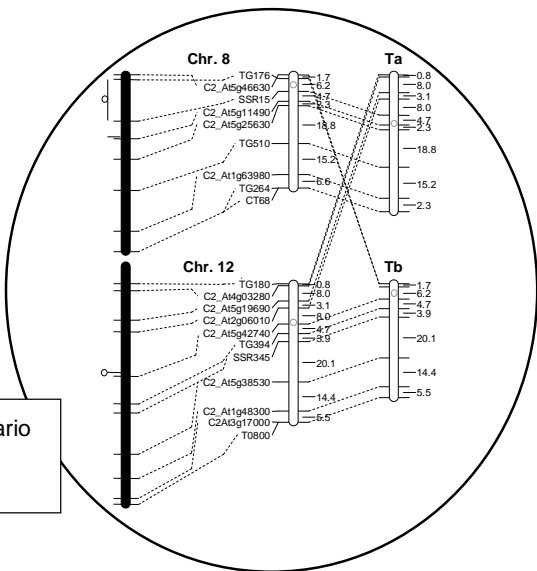 Chr. 8
Ta
TG176
C2_At5g46630
SSR15
C2_At5g11490
C2_At5g25630
TG510
C2_At1g63980
TG264
CT68
1.7
6.2
4.7
18.8
15.2
6.6
0.8
8.0
3.1
8.0
4.7
2.3
18.8
15.2
2.3
Chr. 12
Tb
TG180
C2_At4g03280
C2_At5g19690
C2_At2g06010
C2_At5g42740
TG394
SSR345
C2_At5g38530
C2_At1g48300
C2At3g17000
T0800
0.8
8.0
3.1
8.0
4.7
3.9
20.1
14.4
5.5
1.7
6.2
4.7
3.9
20.1
14.4
5.5
ario